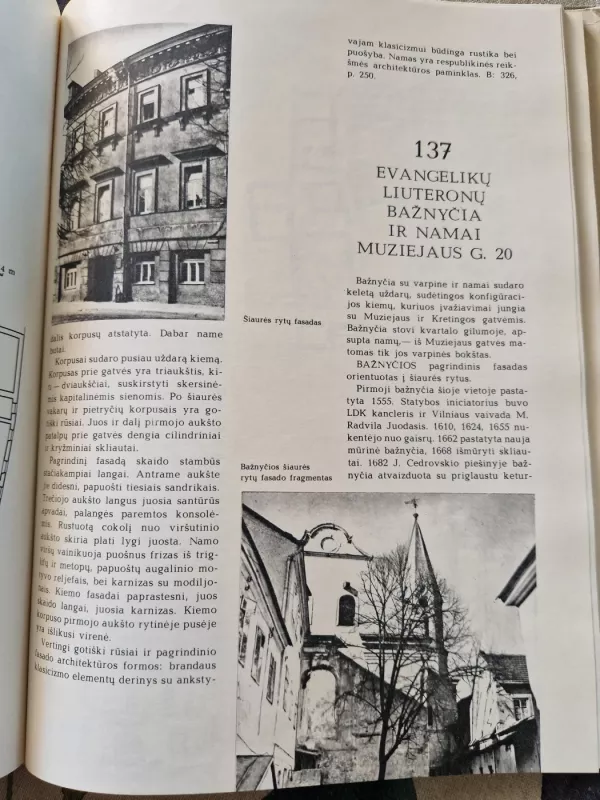 dalis korpusų atstatyta. Dabar name
butai.
Korpusai sudaro pusiau uždarą kiemą.
Korpusas prie gatvės yra triaukštis, ki-
ti — dviaukščiai, suskirstyti skersinė-
mis kapitalinėmis sienomis. Po šiaurės
vakarų ir pietryčių korpusais yra go-
tiški rūsiai. Juos ir dalį pirmojo aukšto
patalpų prie gatvės dengia cilindriniai
ir kryžminiai skliautai.
Pagrindinį fasadą skaido stambūs
stačiakampiai langai. Antrame aukšte
jie didesni, papuošti tiesiais sandrikais.
Trečiojo aukšto langus juosia santūrūs
apvadai, palangės paremtos konsolė-
mis. Rustuotą cokolį nuo viršutinio
aukšto skiria plati lygi juosta. Namo
viršų vainikuoja puošnus frizas iš trig-
lifų ir metopų, papuoštų augalinio mo-
tyvo reljefais, bei karnizas su modiljo-
nais. Kiemo fasadai paprastesni, juos
skaido langai, juosia karnizas. Kiemo
korpuso pirmojo aukšto rytinėje pusėje
yra išlikusi virenė.
Vertingi gotiški rūsiai ir pagrindinio
fasado architektūros formos: brandaus
klasicizmo elementų derinys su anksty-
vajam klasicizmui būdinga rustika bei
puošyba. Namas yra respublikinės reikš-
mės architektūros paminklas. B: 326,
p. 250.
Šiaurės rytų fasadas
137
EVANGELIKŲ
LIUTERONŲ
BAŽNYČIA
IR NAMAI
MUZIEJAUS G. 20
Bažnyčia su varpine ir namai sudaro
keletą uždarų, sudėtingos konfigūraci-
jos kiemų, kuriuos įvažiavimai jungia
su Muziejaus ir Kretingos gatvėmis.
Bažnyčia stovi kvartalo gilumoje, ap-
supta namų,— iš Muziejaus gatvės ma-
tomas tik jos varpinės bokštas.
BAŽNYČIOS pagrindinis fasadas
orientuotas į šiaurės rytus.
Pirmoji bažnyčia šioje vietoje pasta-
tyta 1555. Statybos iniciatorius buvo
LDK kancleris ir Vilniaus vaivada M.
Radvila Juodasis. 1610, 1624, 1655 nu-
kentėjo nuo gaisrų. 1662 pastatyta nauja
mūrinė bažnyčia, 1668 išmūryti skliau-
tai. 1682 J. Cedrovskio piešinyje baž-
nyčia atvaizduota su priglaustu ketur-
Bažnyčios šiaurės
rytų fasado fragmentas